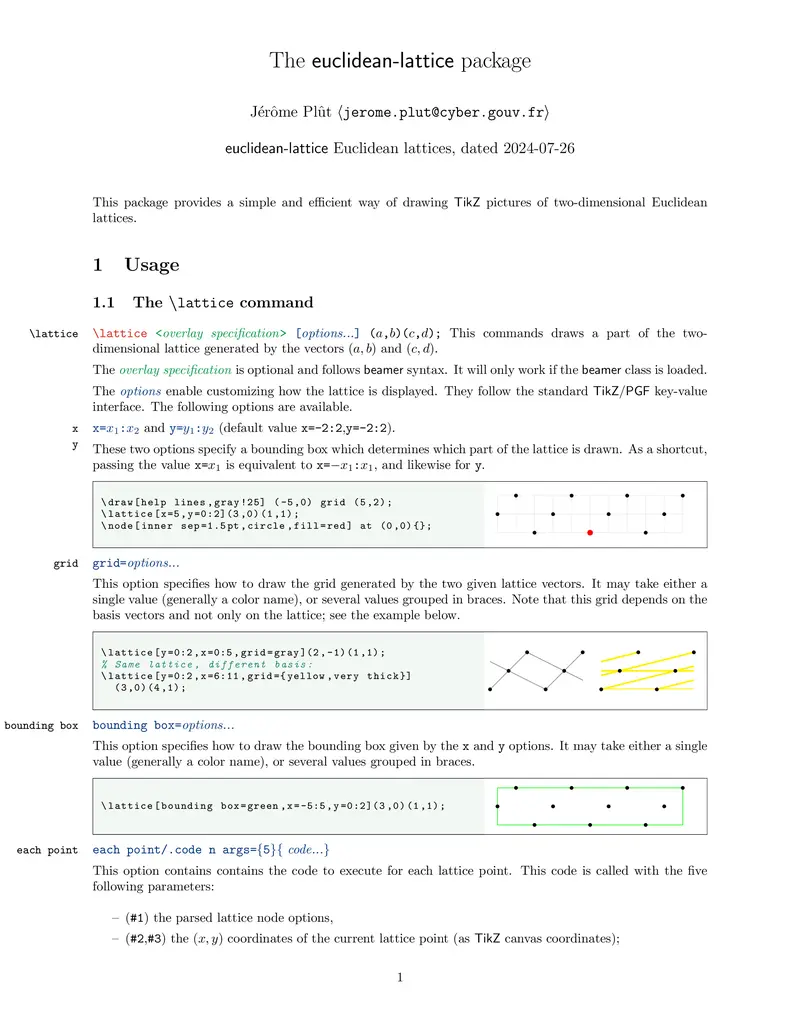 The euclidean-lattice package
Jérôme Plût ⟨jerome.plut@cyber.gouv.fr⟩
euclidean-lattice Euclidean lattices, dated 2024-07-26
This package provides a simple and efficient way of drawing TikZ pictures of two-dimensional Euclidean
lattices.
1 Usage
1.1 The \lattice command
\lattice \lattice <overlay specification> [options...] (a,b)(c,d); This commands draws a part of the two-
dimensional lattice generated by the vectors (a, b) and (c, d).
The overlay specification is optional and follows beamer syntax. It will only work if the beamer class is loaded.
The options enable customizing how the lattice is displayed. They follow the standard TikZ/PGF key-value
interface. The following options are available.
x x=x₁:x₂ and y=y₁:y₂ (default value x=-2:2,y=-2:2).
y These two options specify a bounding box which determines which part of the lattice is drawn. As a shortcut,
passing the value x=x₁ is equivalent to x=−x₁:x₁, and likewise for y.
\draw[help lines,gray!25] (-5,0) grid (5,2);
\lattice[x=5,y=0:2](3,0)(1,1);
\node[inner sep=1.5pt,circle,fill=red] at (0,0){};
grid grid=options...
This option specifies how to draw the grid generated by the two given lattice vectors. It may take either a
single value (generally a color name), or several values grouped in braces. Note that this grid depends on the
basis vectors and not only on the lattice; see the example below.
\lattice[y=0:2,x=0:5,grid=gray](2,-1)(1,1);
% Same lattice, different basis:
\lattice[y=0:2,x=6:11,grid={yellow,very thick}]
(3,0)(4,1);
bounding box bounding box=options...
This option specifies how to draw the bounding box given by the x and y options. It may take either a single
value (generally a color name), or several values grouped in braces.
\lattice[bounding box=green,x=-5:5,y=0:2](3,0)(1,1);
each point each point/.code n args={5}{ code...}
This option contains contains the code to execute for each lattice point. This code is called with the five
following parameters:
– (#1) the parsed lattice node options,
– (#2,#3) the (x, y) coordinates of the current lattice point (as TikZ canvas coordinates);
1